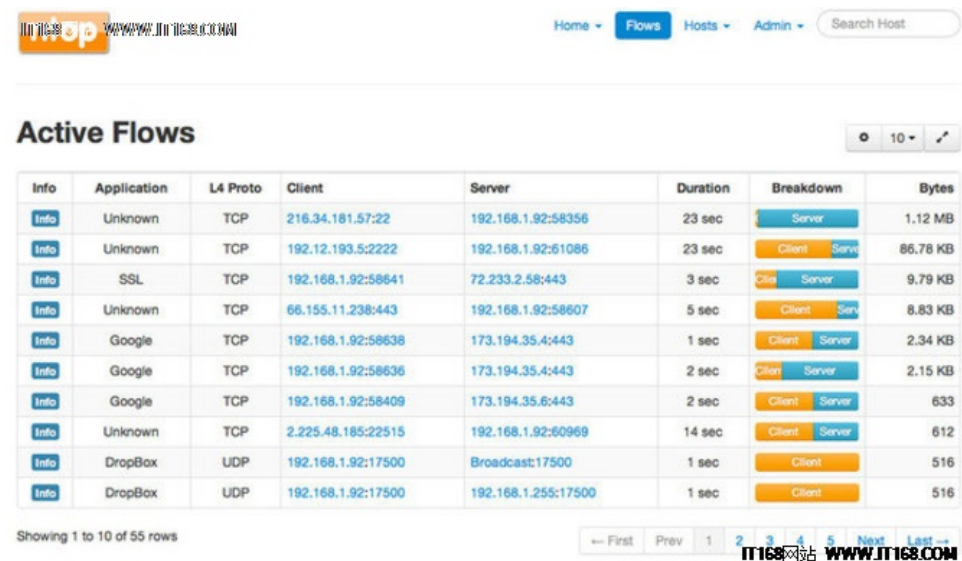 ntop WWW.IT168.COM
Home Flows Hosts Admin Search Host
Active Flows
10
Info Application L4 Proto Client Server Duration Breakdown Bytes
Info Unknown TCP 216.34.181.57:22 192.168.1.92:58356 23 sec Server 1.12 MB
Info Unknown TCP 192.12.193.5:2222 192.168.1.92:61086 23 sec Client Serve 86.78 KB
Info SSL TCP 192.168.1.92:58641 72.233.2.58:443 3 sec Clie Server 9.79 KB
Info Unknown TCP 66.155.11.238:443 192.168.1.92:58607 5 sec Client Serv 8.83 KB
Info Google TCP 192.168.1.92:58638 173.194.35.4:443 1 sec Client Server 2.34 KB
Info Google TCP 192.168.1.92:58636 173.194.35.4:443 2 sec Clien Server 2.15 KB
Info Google TCP 192.168.1.92:58409 173.194.35.6:443 2 sec Client Server 633
Info Unknown TCP 2.225.48.185:22515 192.168.1.92:60969 14 sec Client Server 612
Info DropBox UDP 192.168.1.92:17500 Broadcast:17500 1 sec Client 516
Info DropBox UDP 192.168.1.92:17500 192.168.1.255:17500 1 sec Client 516
Showing 1 to 10 of 55 rows
← First Prev 1 2 3 4 5 Next Last →
IT168网站 WWW.IT168.COM